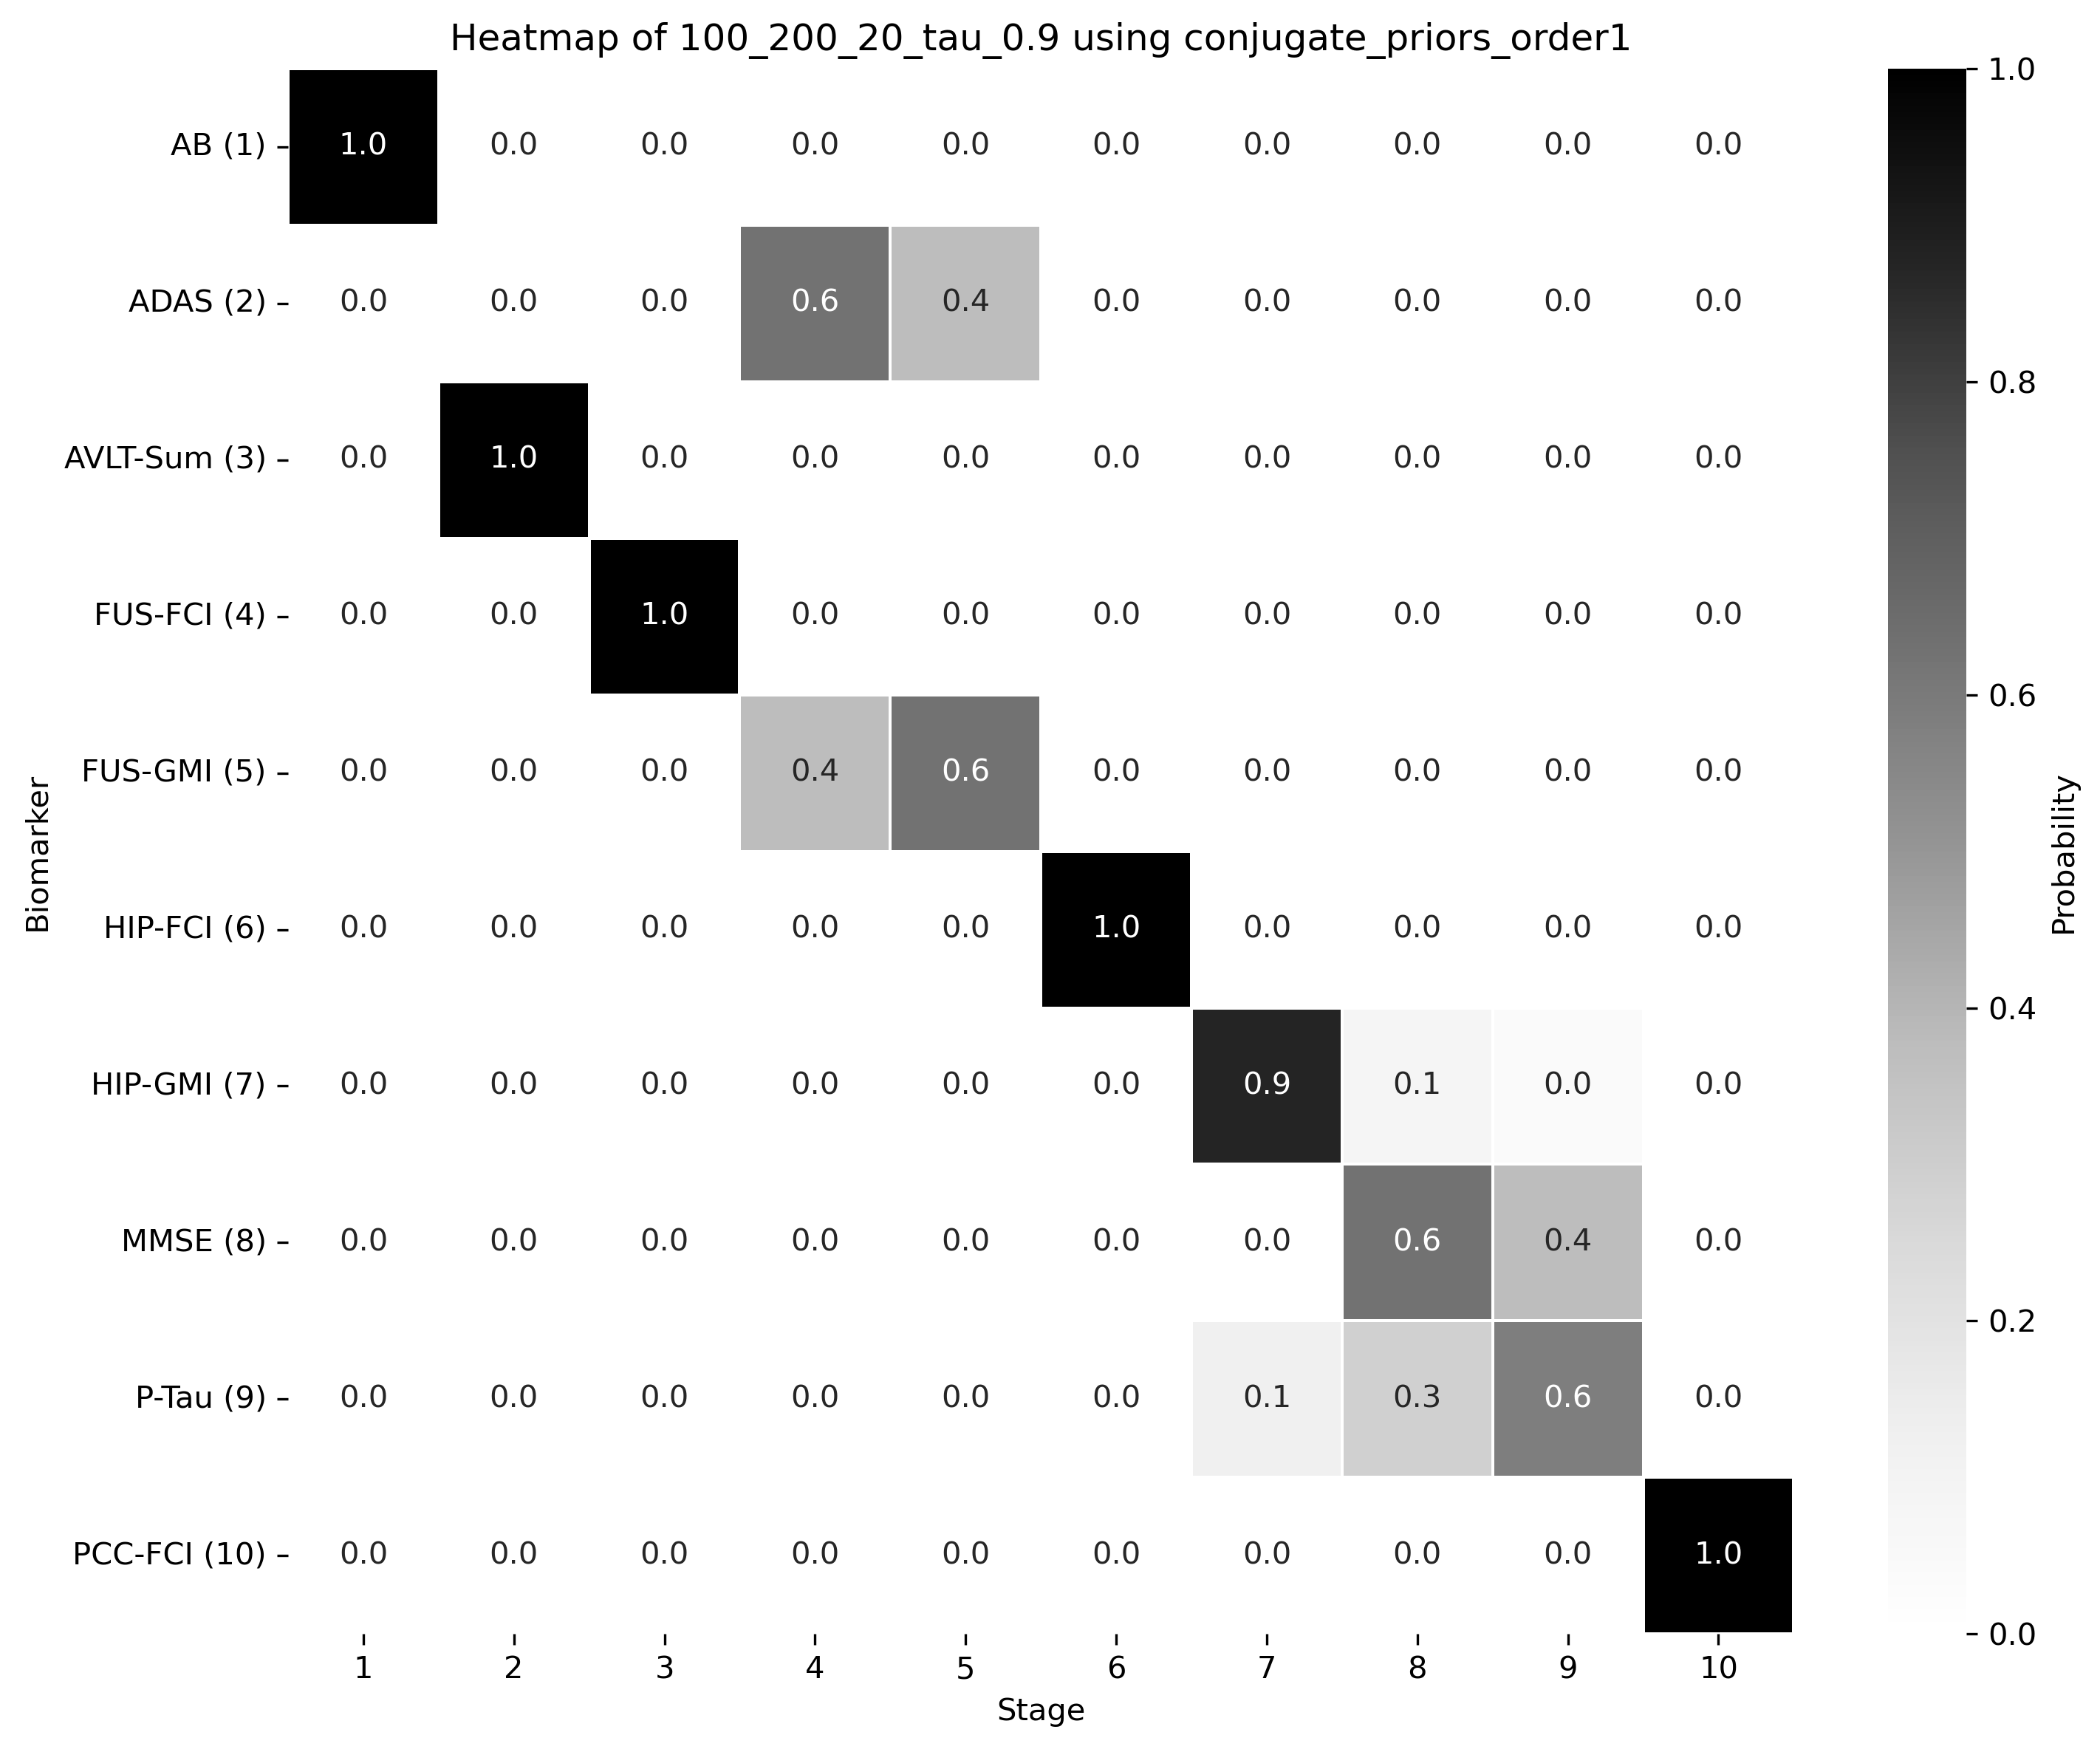 Heatmap of 100_200_20_tau_0.9 using conjugate_priors_order1
AB (1) 1.0 0.0 0.0 0.0 0.0 0.0 0.0 0.0 0.0 0.0
ADAS (2) 0.0 0.0 0.0 0.6 0.4 0.0 0.0 0.0 0.0 0.0
AVLT-Sum (3) 0.0 1.0 0.0 0.0 0.0 0.0 0.0 0.0 0.0 0.0
FUS-FCI (4) 0.0 0.0 1.0 0.0 0.0 0.0 0.0 0.0 0.0 0.0
FUS-GMI (5) 0.0 0.0 0.0 0.4 0.6 0.0 0.0 0.0 0.0 0.0
HIP-FCI (6) 0.0 0.0 0.0 0.0 0.0 1.0 0.0 0.0 0.0 0.0
HIP-GMI (7) 0.0 0.0 0.0 0.0 0.0 0.0 0.9 0.1 0.0 0.0
MMSE (8) 0.0 0.0 0.0 0.0 0.0 0.0 0.0 0.6 0.4 0.0
P-Tau (9) 0.0 0.0 0.0 0.0 0.0 0.0 0.1 0.3 0.6 0.0
PCC-FCI (10) 0.0 0.0 0.0 0.0 0.0 0.0 0.0 0.0 0.0 1.0
1 2 3 4 5 6 7 8 9 10
Stage
Biomarker
1.0
0.8
0.6
0.4
0.2
0.0
Probability